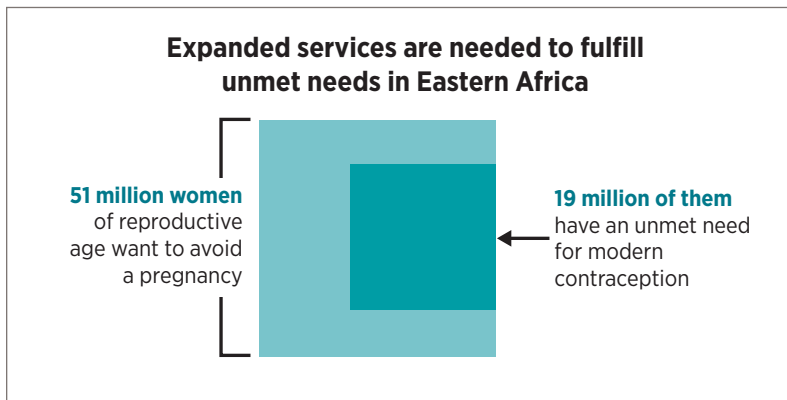 Expanded services are needed to fulfill
unmet needs in Eastern Africa
51 million women
of reproductive
age want to avoid
a pregnancy
19 million of them
have an unmet need
for modern
contraception